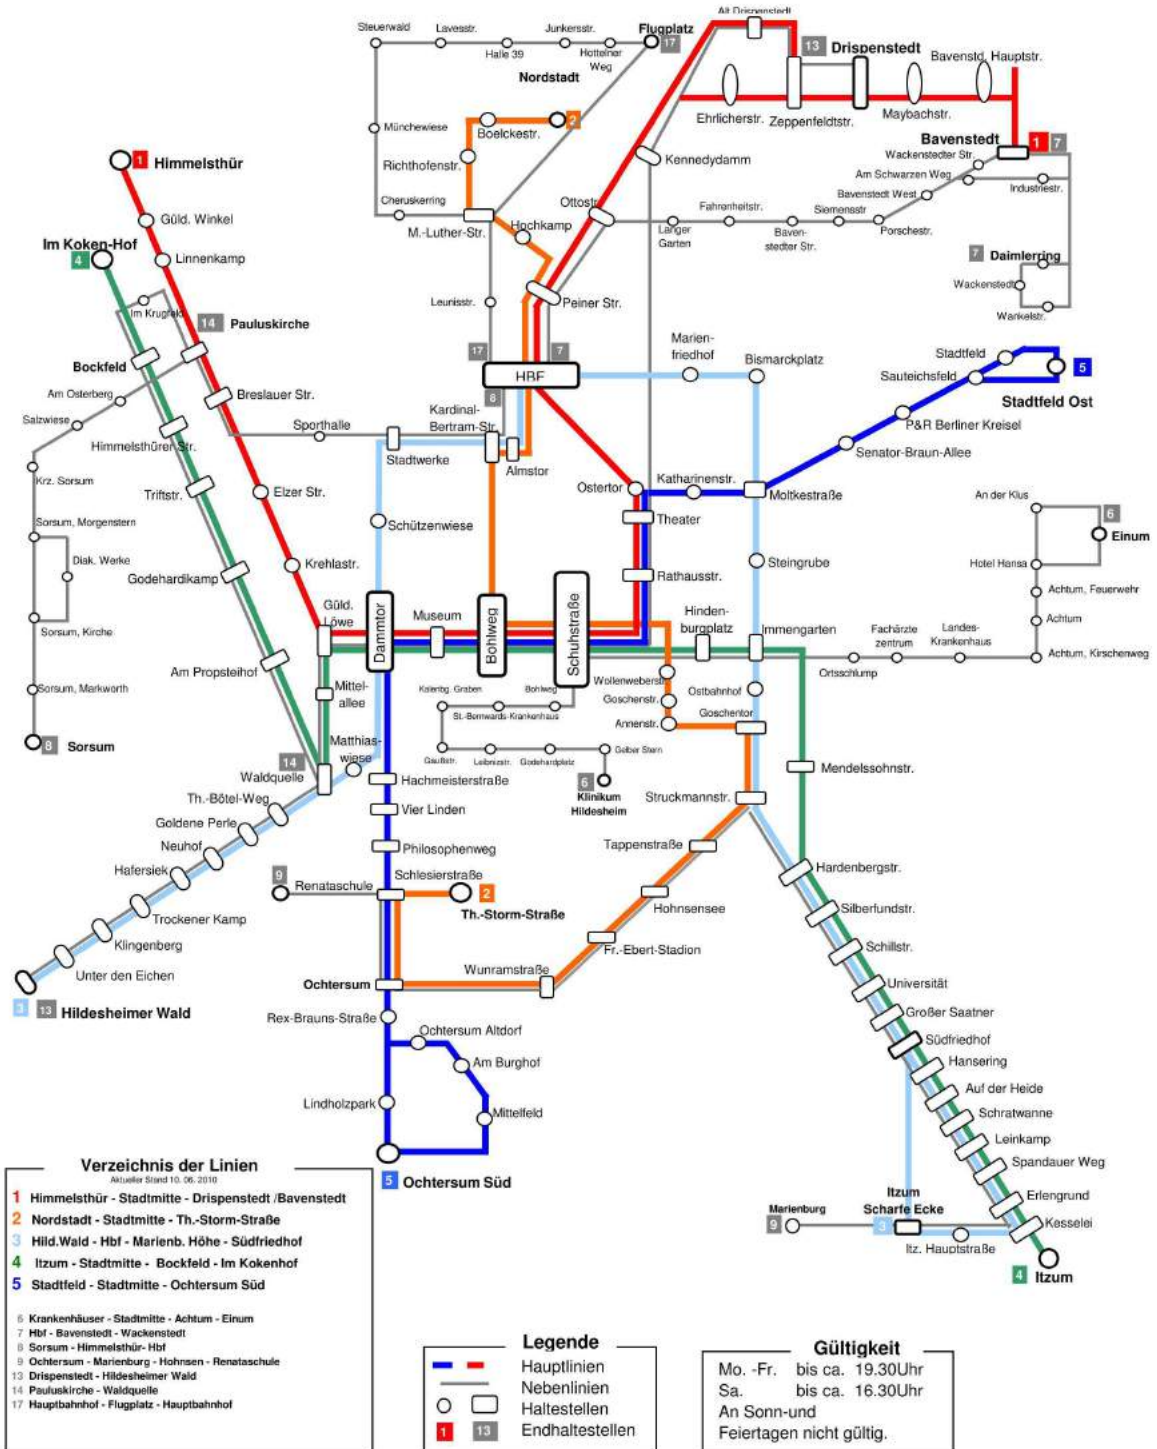 Alt Drispenstedt
Steuerwald
Lavesstr.
Junkersstr.
Flugplatz
17
Halle 39
Hottelner
Weg
Nordstadt
13
Drispenstedt
Bavenstd. Hauptstr.
2
Boelckestr.
Münchewiese
Ehrlicherstr.
Zeppenfeldtstr.
Maybachstr.
Bavenstedt
1
7
Wackenstedter Str.
Am Schwarzen Weg
Industriestr.
Bavenstedt West
Richthofenstr.
Kennedydamm
1
Himmelsthür
Cheruskerring
M.-Luther-Str.
Hochkamp
Ottostr.
Langer
Garten
Fahrenheitstr.
Baven-
stedter Str.
Siemensstr
Porschestr.
Güld. Winkel
Im Koken-Hof
4
Linnenkamp
7
Daimlerring
Wackenstedt
Wankelstr.
Im Krugfeld
14
Pauluskirche
Leunisstr.
Peiner Str.
17
7
HBF
8
Marien-
friedhof
Bismarckplatz
Stadtfeld
Sauteichsfeld
5
Stadtfeld Ost
Bockfeld
Am Osterberg
Breslauer Str.
Salzwiese
Himmelsthürer Str.
Sporthalle
Kardinal-
Bertram-Str.
Stadtwerke
Almstor
P&R Berliner Kreisel
Senator-Braun-Allee
Krz. Sorsum
Triftstr.
Elzer Str.
Ostertor
Katharinenstr.
Moltkestraße
Theater
An der Klus
6
Einum
Sorsum, Morgenstern
Schützenwiese
Diak. Werke
Godehardikamp
Krehlastr.
Rathausstr.
Steingrube
Hotel Hansa
Achtum, Feuerwehr
Güld.
Löwe
Dammtor
Museum
Bohlweg
Schuhstraße
Hinden-
burgplatz
Immengarten
Achtum
Fachärzte
zentrum
Landes-
Krankenhaus
Achtum, Kirschenweg
Ortsschlump
Sorsum, Kirche
Am Propsteihof
Mittel-
allee
Sorsum, Markworth
Kalenbg. Graben
Bohlweg
St.-Bernwards-Krankenhaus
Wollenweberstr.
Goschenstr.
Annenstr.
Ostbahnhof
Goschentor
8
Sorsum
14
Waldquelle
Matthias-
wiese
Gaußstr.
Leibnizstr.
Godehardplatz
Gelber Stern
6
Klinikum
Hildesheim
Hachmeisterstraße
Mendelssohnstr.
Th.-Bötel-Weg
Goldene Perle
Vier Linden
Struckmannstr.
Neuhof
Philosophenweg
Tappenstraße
Hafersiek
9
Renataschule
Schlesierstraße
2
Th.-Storm-Straße
Hardenbergstr.
Trockener Kamp
Hohnsensee
Silberfundstr.
Klingenberg
Fr.-Ebert-Stadion
Schillstr.
Unter den Eichen
Wunramstraße
Ochtersum
Universität
3
13
Hildesheimer Wald
Rex-Brauns-Straße
Großer Saatner
Ochtersum Altdorf
Südfriedhof
Am Burghof
Hansering
Auf der Heide
Lindholzpark
Mittelfeld
Schratwanne
Leinkamp
5
Ochtersum Süd
Spandauer Weg
Itzum
Scharfe Ecke
Erlengrund
9
Marienburg
3
Kesselei
Itz. Hauptstraße
4
Itzum
Verzeichnis der Linien
Aktueller Stand 10. 06. 2010
1 Himmelsthür - Stadtmitte - Drispenstedt /Bavenstedt
2 Nordstadt - Stadtmitte - Th.-Storm-Straße
3 Hild.Wald - Hbf - Marienb. Höhe - Südfriedhof
4 Itzum - Stadtmitte - Bockfeld - Im Kokenhof
5 Stadtfeld - Stadtmitte - Ochtersum Süd
6 Krankenhäuser - Stadtmitte - Achtum - Einum
7 Hbf - Bavenstedt - Wackenstedt
8 Sorsum - Himmelsthür- Hbf
9 Ochtersum - Marienburg - Hohnsen - Renataschule
13 Drispenstedt - Hildesheimer Wald
14 Pauluskirche - Waldquelle
17 Hauptbahnhof - Flugplatz - Hauptbahnhof
Legende
Hauptlinien
Nebenlinien
Haltestellen
1 13 Endhaltestellen
Gültigkeit
Mo. -Fr. bis ca. 19.30Uhr
Sa. bis ca. 16.30Uhr
An Sonn-und
Feiertagen nicht gültig.